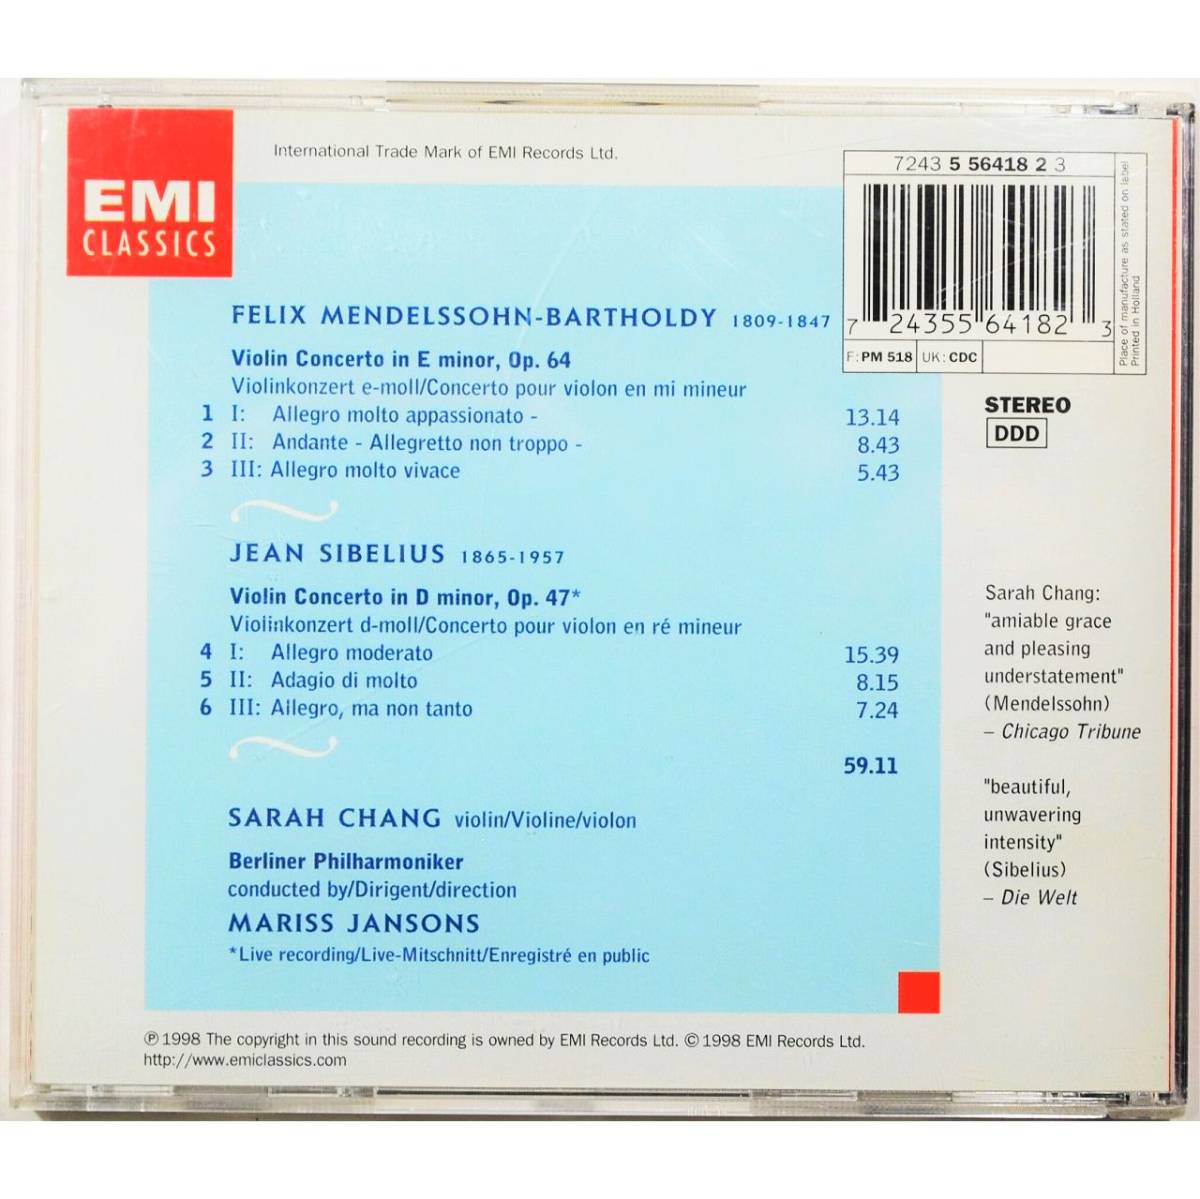 EMI
CLASSICS
International Trade Mark of EMI Records Ltd.
7243 5 56418 2 3
7 24355 64182 3
F: PM 518 UK: CDC
Place of manufacture as stated on label
Printed in Holland
STEREO
DDD
FELIX MENDELSSOHN-BARTHOLDY 1809-1847
Violin Concerto in E minor, Op. 64
Violinkonzert e-moll/Concerto pour violon en mi mineur
1 I: Allegro molto appassionato - 13.14
2 II: Andante - Allegretto non troppo - 8.43
3 III: Allegro molto vivace 5.43
JEAN SIBELIUS 1865-1957
Violin Concerto in D minor, Op. 47*
Violinkonzert d-moll/Concerto pour violon en ré mineur
4 I: Allegro moderato 15.39
5 II: Adagio di molto 8.15
6 III: Allegro, ma non tanto 7.24
59.11
SARAH CHANG violin/Violine/violon
Berliner Philharmoniker
conducted by/Dirigent/direction
MARISS JANSONS
*Live recording/Live-Mitschnitt/Enregistré en public
Sarah Chang:
"amiable grace
and pleasing
understatement"
(Mendelssohn)
– Chicago Tribune
"beautiful,
unwavering
intensity"
(Sibelius)
– Die Welt
℗ 1998 The copyright in this sound recording is owned by EMI Records Ltd. © 1998 EMI Records Ltd.
http://www.emiclassics.com